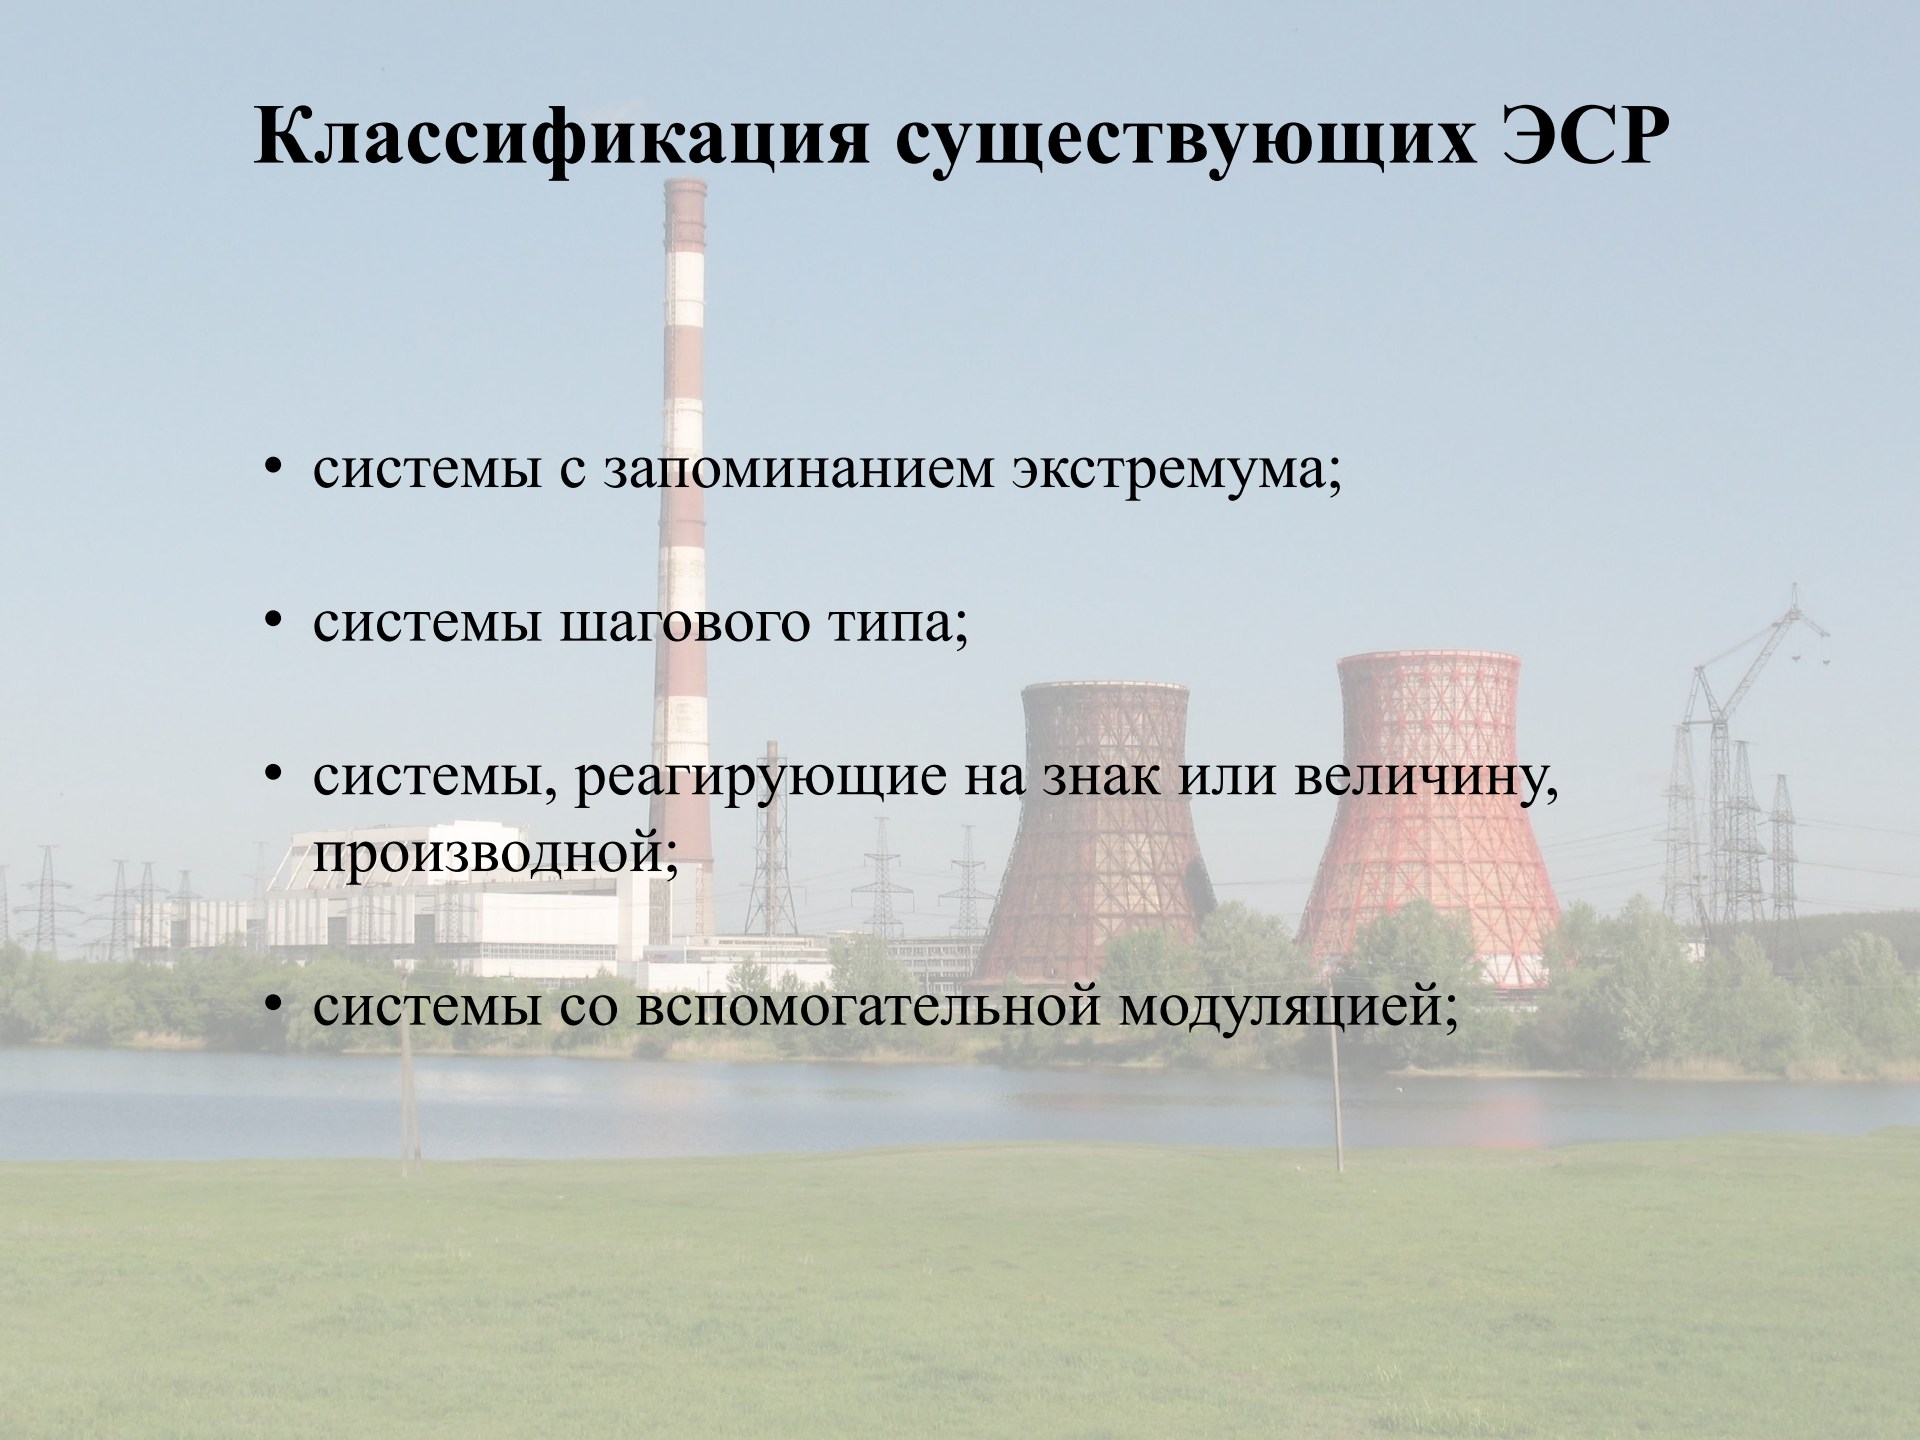 Классификация существующих ЭСР
• системы с запоминанием экстремума;
• системы шагового типа;
• системы, реагирующие на знак или величину,
производной;
• системы со вспомогательной модуляцией;